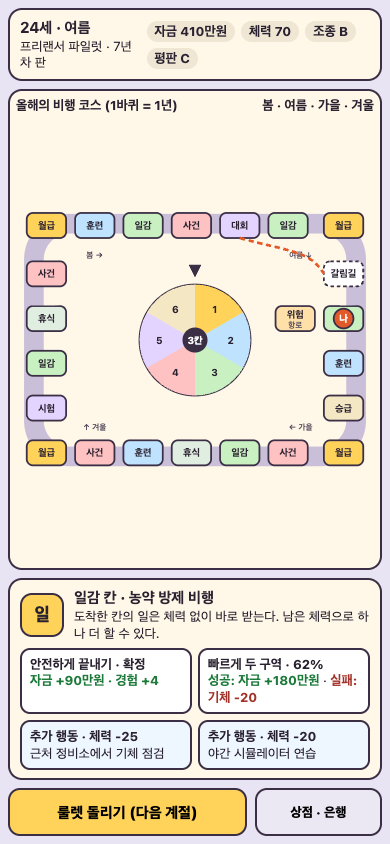 24세 · 여름
프리랜서 파일럿 · 7년
차 판
자금 410만원
체력 70
조종 B
평판 C
올해의 비행 코스 (1바퀴 = 1년)
봄 · 여름 · 가을 · 겨울
월급
훈련
일감
사건
대회
일감
월급
봄 →
여름 ↓
사건
갈림길
휴식
6
1
위험
항로
나
5
3칸
2
일감
4
3
훈련
시험
승급
↑ 겨울
← 가을
월급
사건
훈련
휴식
일감
사건
월급
일
일감 칸 · 농약 방제 비행
도착한 칸의 일은 체력 없이 바로 받는다. 남은 체력으로 하
나 더 할 수 있다.
안전하게 끝내기 · 확정
자금 +90만원 · 경험 +4
빠르게 두 구역 · 62%
성공: 자금 +180만원 · 실패:
기체 -20
추가 행동 · 체력 -25
근처 정비소에서 기체 점검
추가 행동 · 체력 -20
야간 시뮬레이터 연습
룰렛 돌리기 (다음 계절)
상점 · 은행